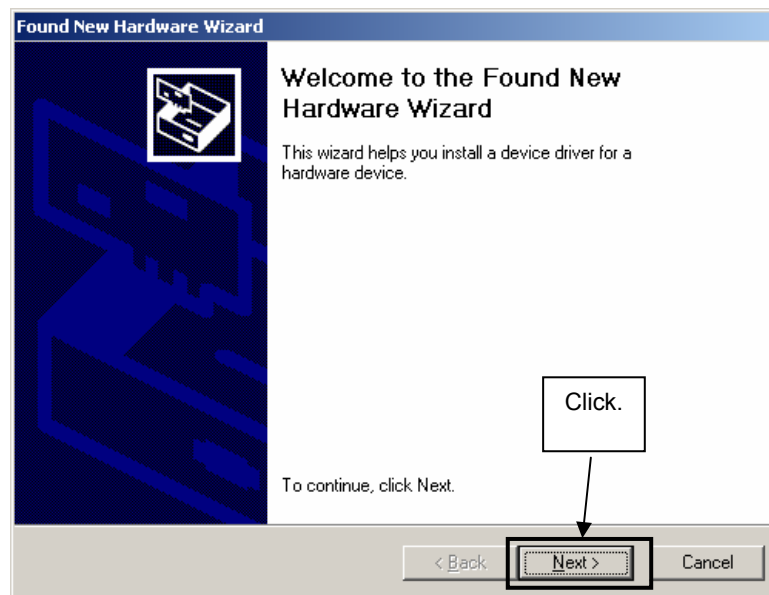 Found New Hardware Wizard
Welcome to the Found New
Hardware Wizard
This wizard helps you install a device driver for a
hardware device.
Click.
To continue, click Next.
< Back
Next >
Cancel